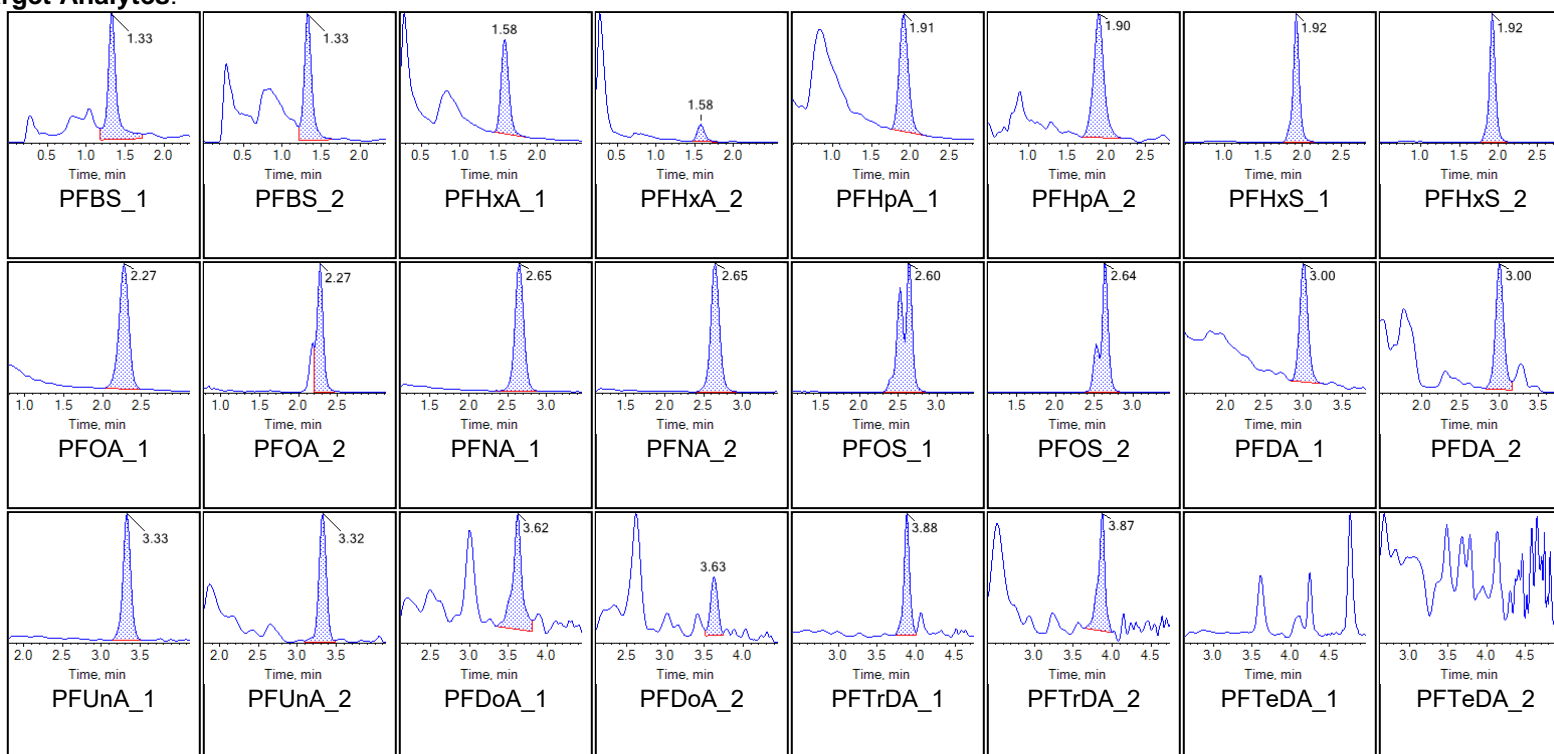 arget Analytes:
1.33 1.33 1.58 1.58 1.91 1.90 1.92 1.92
0.5 1.0 1.5 2.0 0.5 1.0 1.5 2.0 0.5 1.0 1.5 2.0 0.5 1.0 1.5 2.0 1.0 1.5 2.0 2.5 1.0 1.5 2.0 2.5 1.0 1.5 2.0 2.5 1.0 1.5 2.0 2.5
Time, min Time, min Time, min Time, min Time, min Time, min Time, min Time, min
PFBS_1 PFBS_2 PFHxA_1 PFHxA_2 PFHpA_1 PFHpA_2 PFHxS_1 PFHxS_2
2.27 2.27 2.65 2.65 2.60 2.64 3.00 3.00
1.0 1.5 2.0 2.5 1.0 1.5 2.0 2.5 1.5 2.0 2.5 3.0 1.5 2.0 2.5 3.0 1.5 2.0 2.5 3.0 1.5 2.0 2.5 3.0 2.0 2.5 3.0 3.5 2.0 2.5 3.0 3.5
Time, min Time, min Time, min Time, min Time, min Time, min Time, min Time, min
PFOA_1 PFOA_2 PFNA_1 PFNA_2 PFOS_1 PFOS_2 PFDA_1 PFDA_2
3.33 3.32 3.62 3.63 3.88 3.87
2.0 2.5 3.0 3.5 4.0 2.0 2.5 3.0 3.5 4.0 2.5 3.0 3.5 4.0 2.5 3.0 3.5 4.0 3.0 3.5 4.0 4.5 3.0 3.5 4.0 4.5 3.0 3.5 4.0 4.5 3.0 3.5 4.0 4.5
Time, min Time, min Time, min Time, min Time, min Time, min Time, min Time, min
PFUnA_1 PFUnA_2 PFDoA_1 PFDoA_2 PFTrDA_1 PFTrDA_2 PFTeDA_1 PFTeDA_2